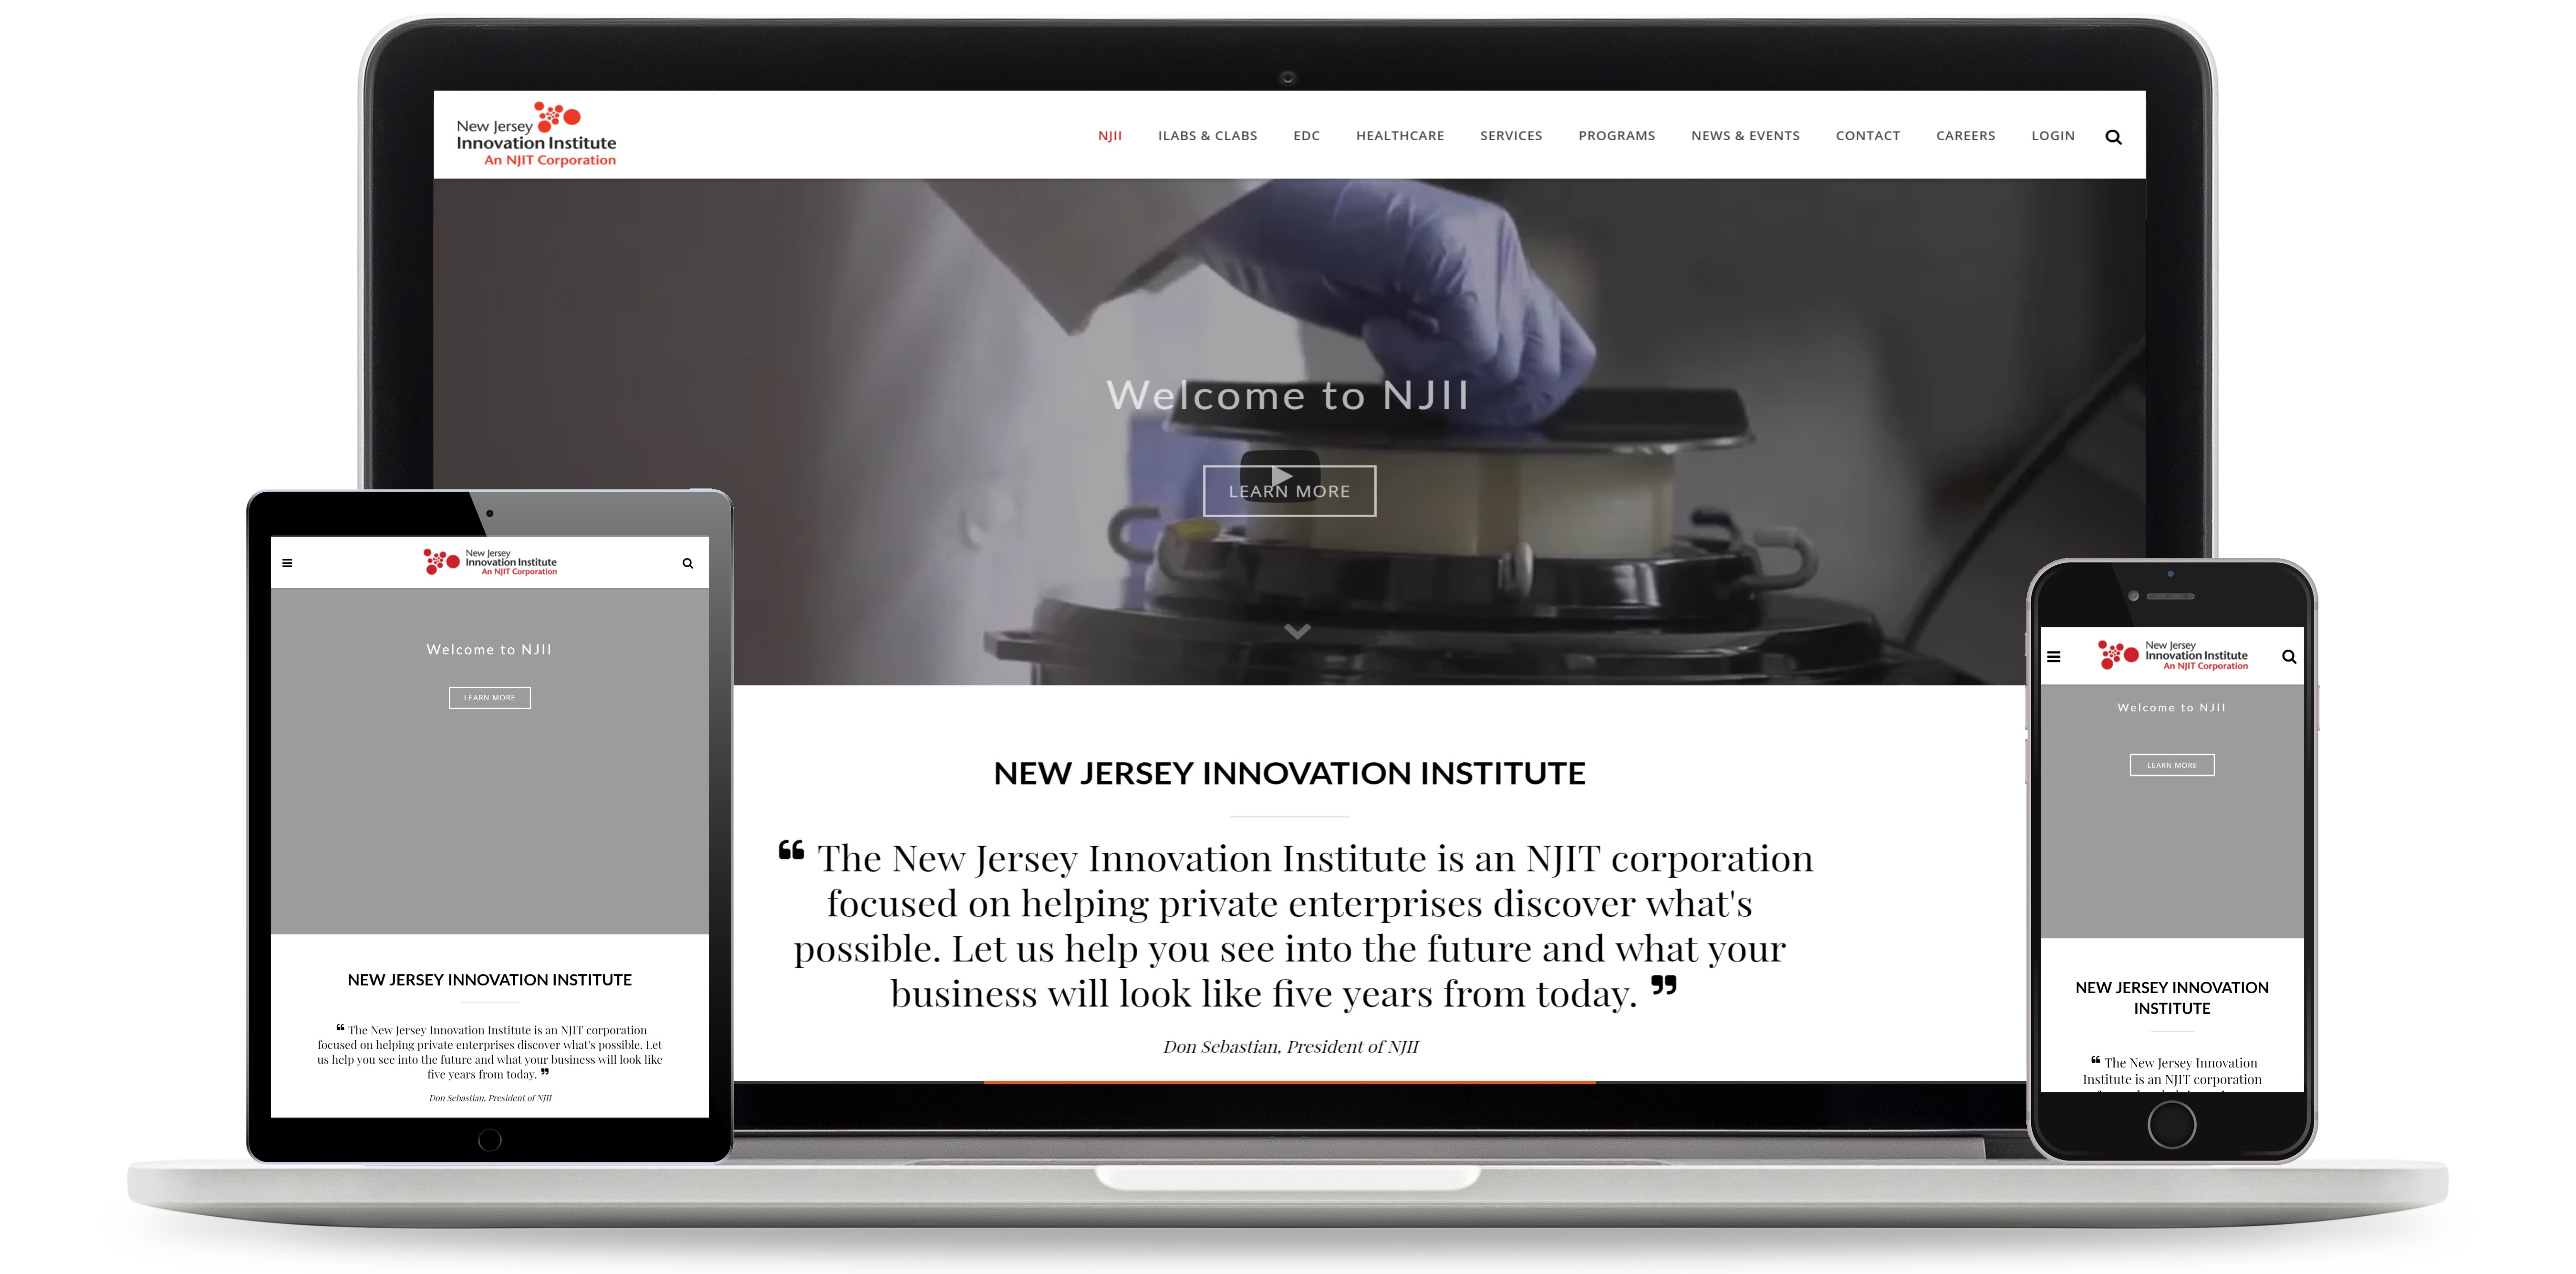 New Jersey
Innovation Institute
An NJIT Corporation
NJII ILABS & CLABS EDC HEALTHCARE SERVICES PROGRAMS NEWS & EVENTS CONTACT CAREERS LOGIN
Welcome to NJII
LEARN MORE
NEW JERSEY INNOVATION INSTITUTE
“ The New Jersey Innovation Institute is an NJIT corporation
focused on helping private enterprises discover what's
possible. Let us help you see into the future and what your
business will look like five years from today. ”
Don Sebastian, President of NJII
New Jersey
Innovation Institute
An NJIT Corporation
Welcome to NJII
LEARN MORE
NEW JERSEY INNOVATION INSTITUTE
“ The New Jersey Innovation Institute is an NJIT corporation
focused on helping private enterprises discover what's possible. Let
us help you see into the future and what your business will look like
five years from today. ”
Don Sebastian, President of NJII
New Jersey
Innovation Institute
An NJIT Corporation
Welcome to NJII
LEARN MORE
NEW JERSEY INNOVATION
INSTITUTE
“ The New Jersey Innovation
Institute is an NJIT corporation